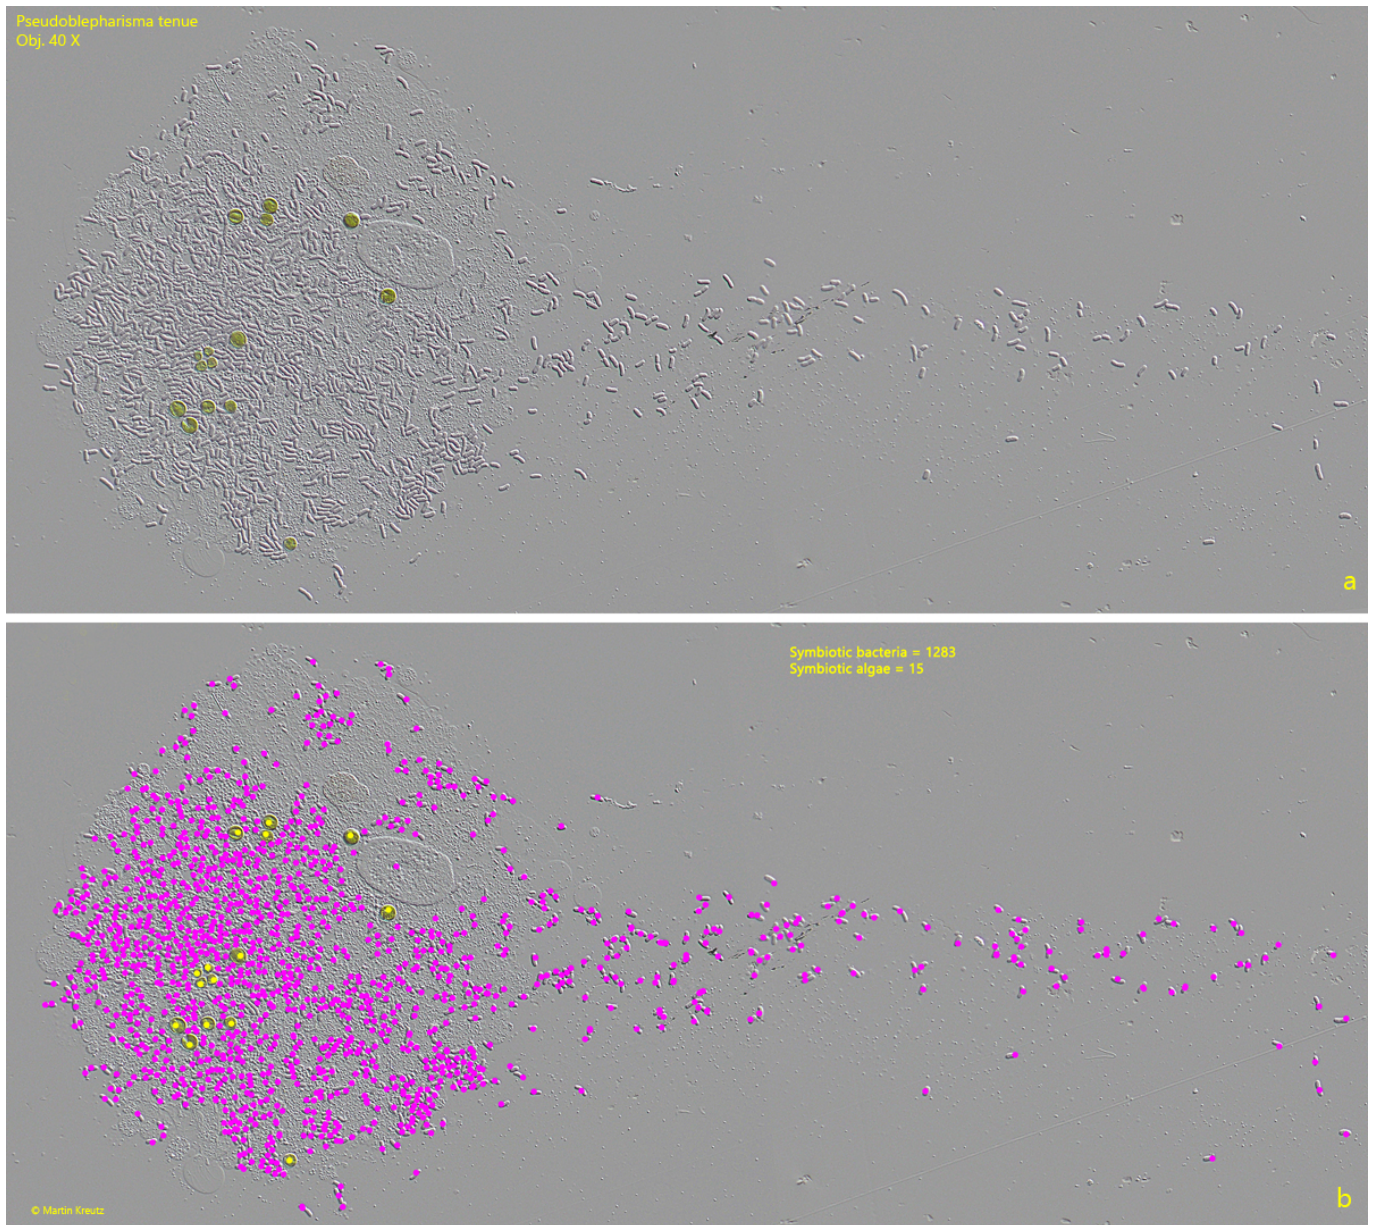 Pseudoblepharisma tenue
Obj. 40 X
a
Symbiotic bacteria = 1283
Symbiotic algae = 15
b
© Martin Kreutz